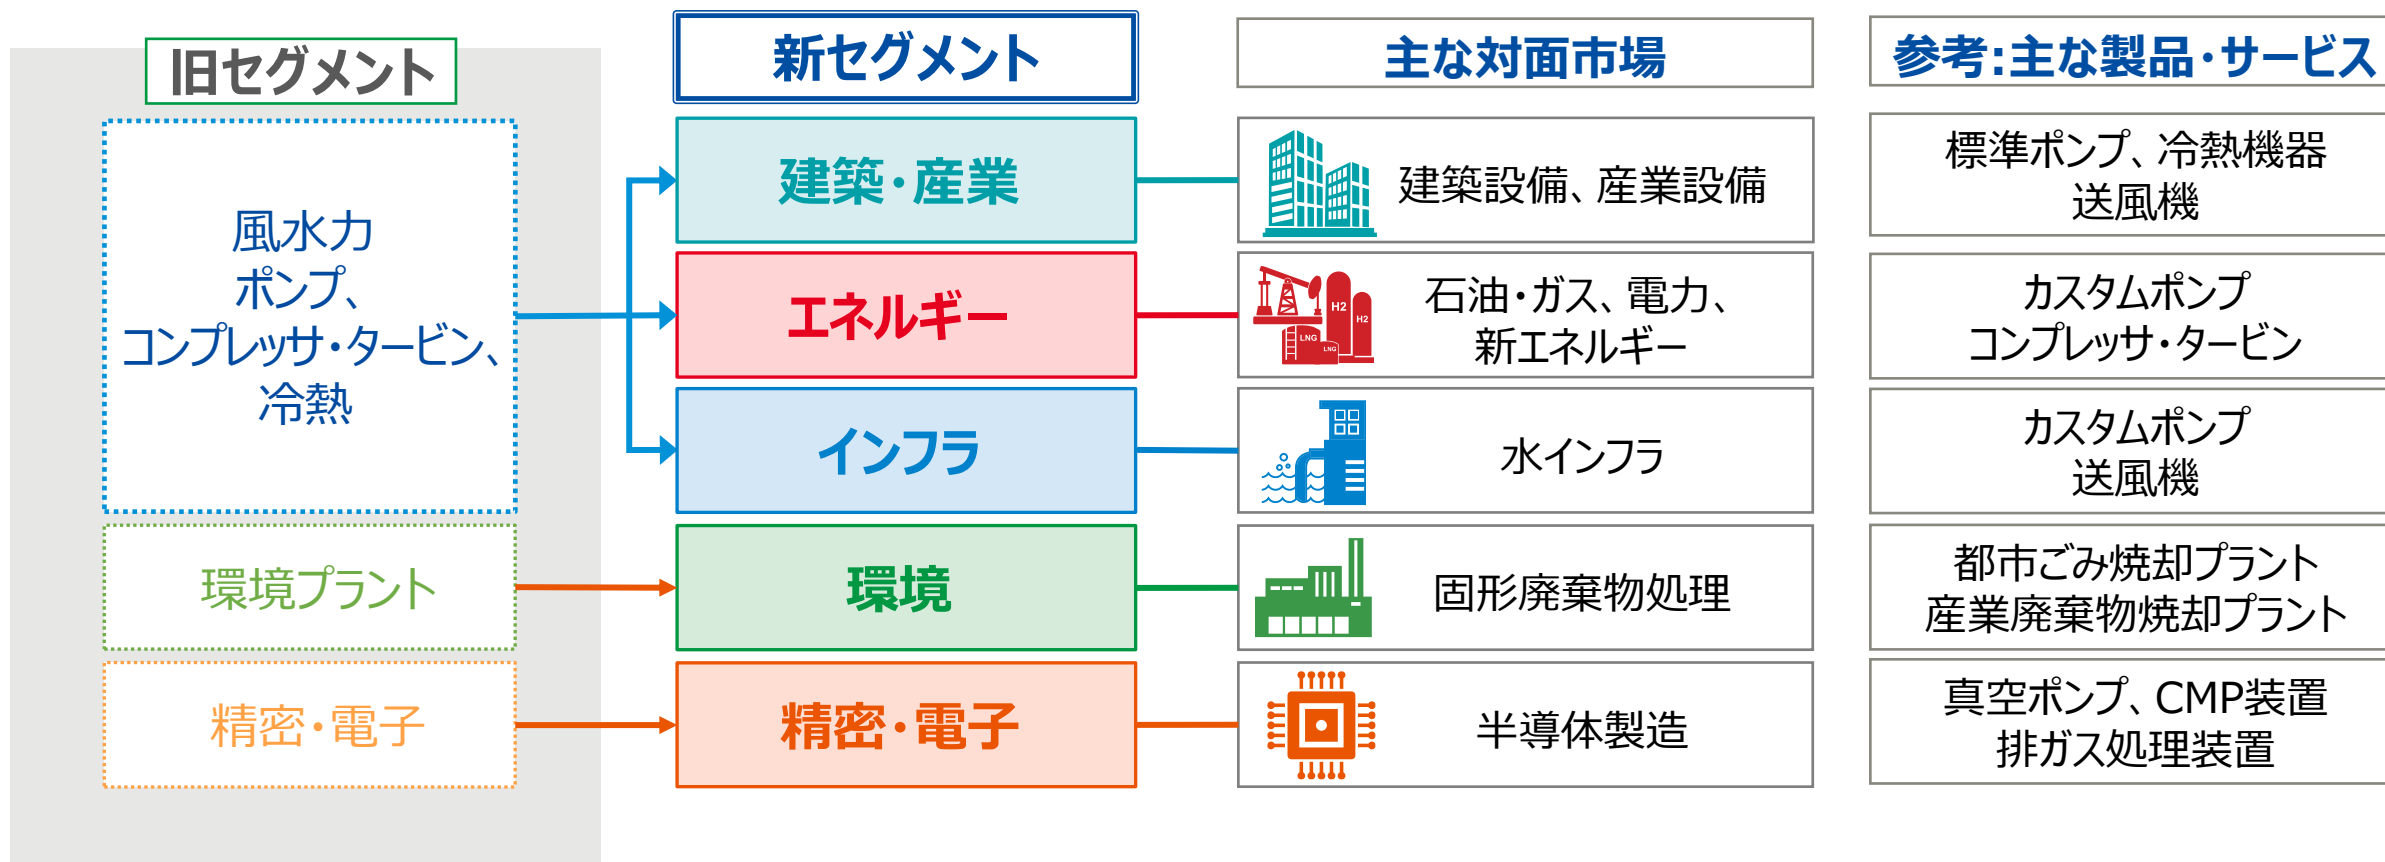 旧セグメント
新セグメント
主な対面市場
参考:主な製品・サービス
風水力
ポンプ、
コンプレッサ・タービン、
冷熱
建築・産業
建築設備、産業設備
標準ポンプ、冷熱機器
送風機
エネルギー
H2
H2
LNG
LNG
石油・ガス、電力、
新エネルギー
カスタムポンプ
コンプレッサ・タービン
インフラ
水インフラ
カスタムポンプ
送風機
環境プラント
環境
固形廃棄物処理
都市ごみ焼却プラント
産業廃棄物焼却プラント
精密・電子
精密・電子
半導体製造
真空ポンプ、CMP装置
排ガス処理装置